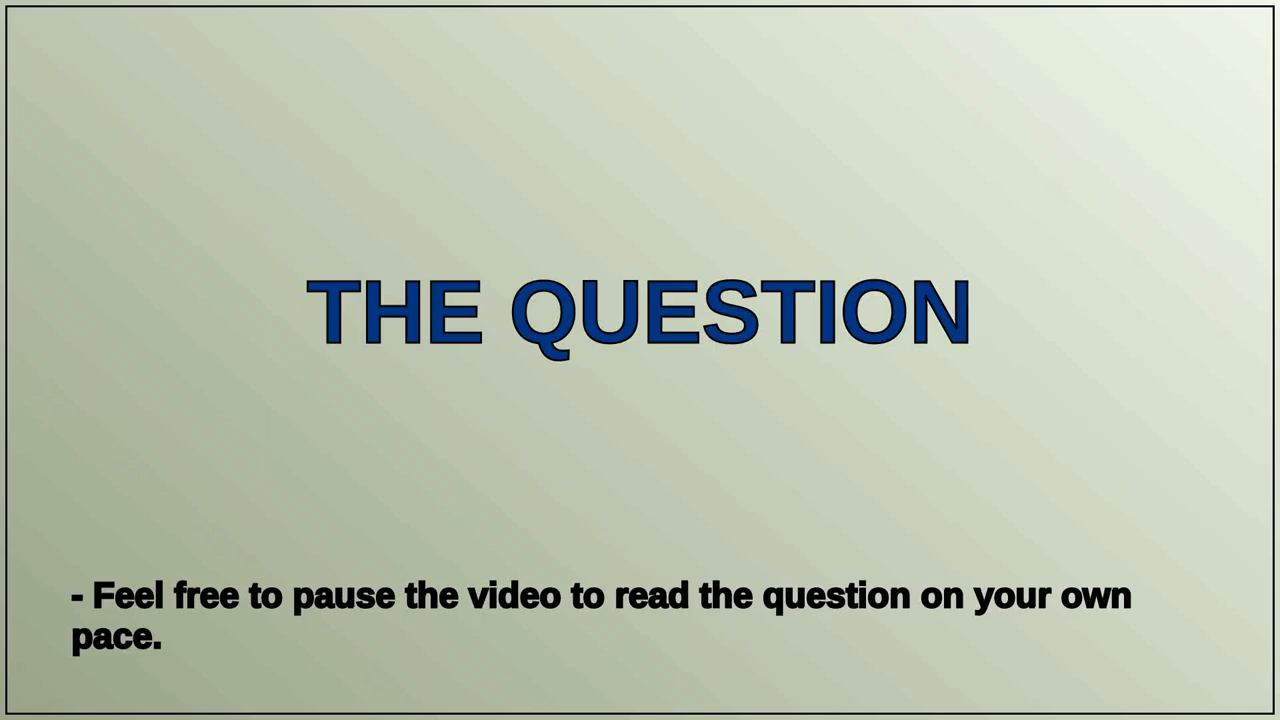 THE QUESTION
- Feel free to pause the video to read the question on your own
pace.